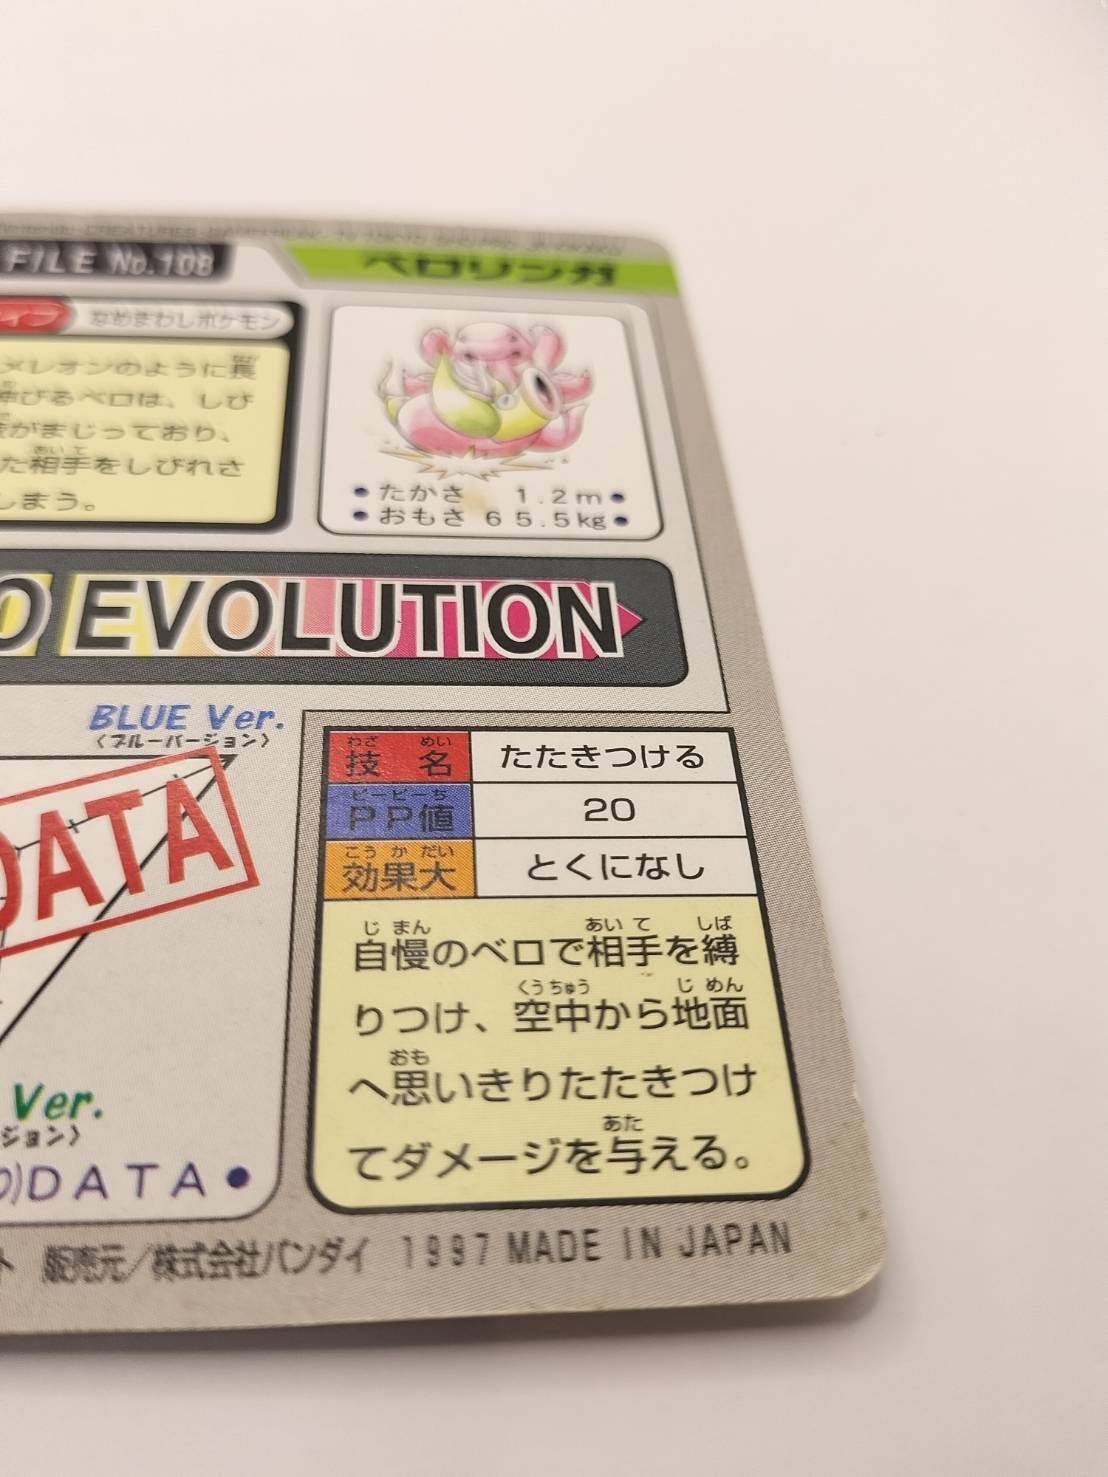 FILE No.108
ベロリンガ
イプ なめまわしポケモン
メレオンのように長
伸びるベロは、しび
がまじっており、
た相手をしびれさ
しまう。
●たかさ 1.2m●
●おもさ 65.5kg●
O EVOLUTION
BLUE Ver.
〈ブルーバージョン〉
DATA
Ver.
ジョン〉
DATA●
技名 たたきつける
PP値 20
効果大 とくになし
自慢のベロで相手を縛
りつけ、空中から地面
へ思いきりたたきつけ
てダメージを与える。
ト 販売元/株式会社バンダイ 1997 MADE IN JAPAN